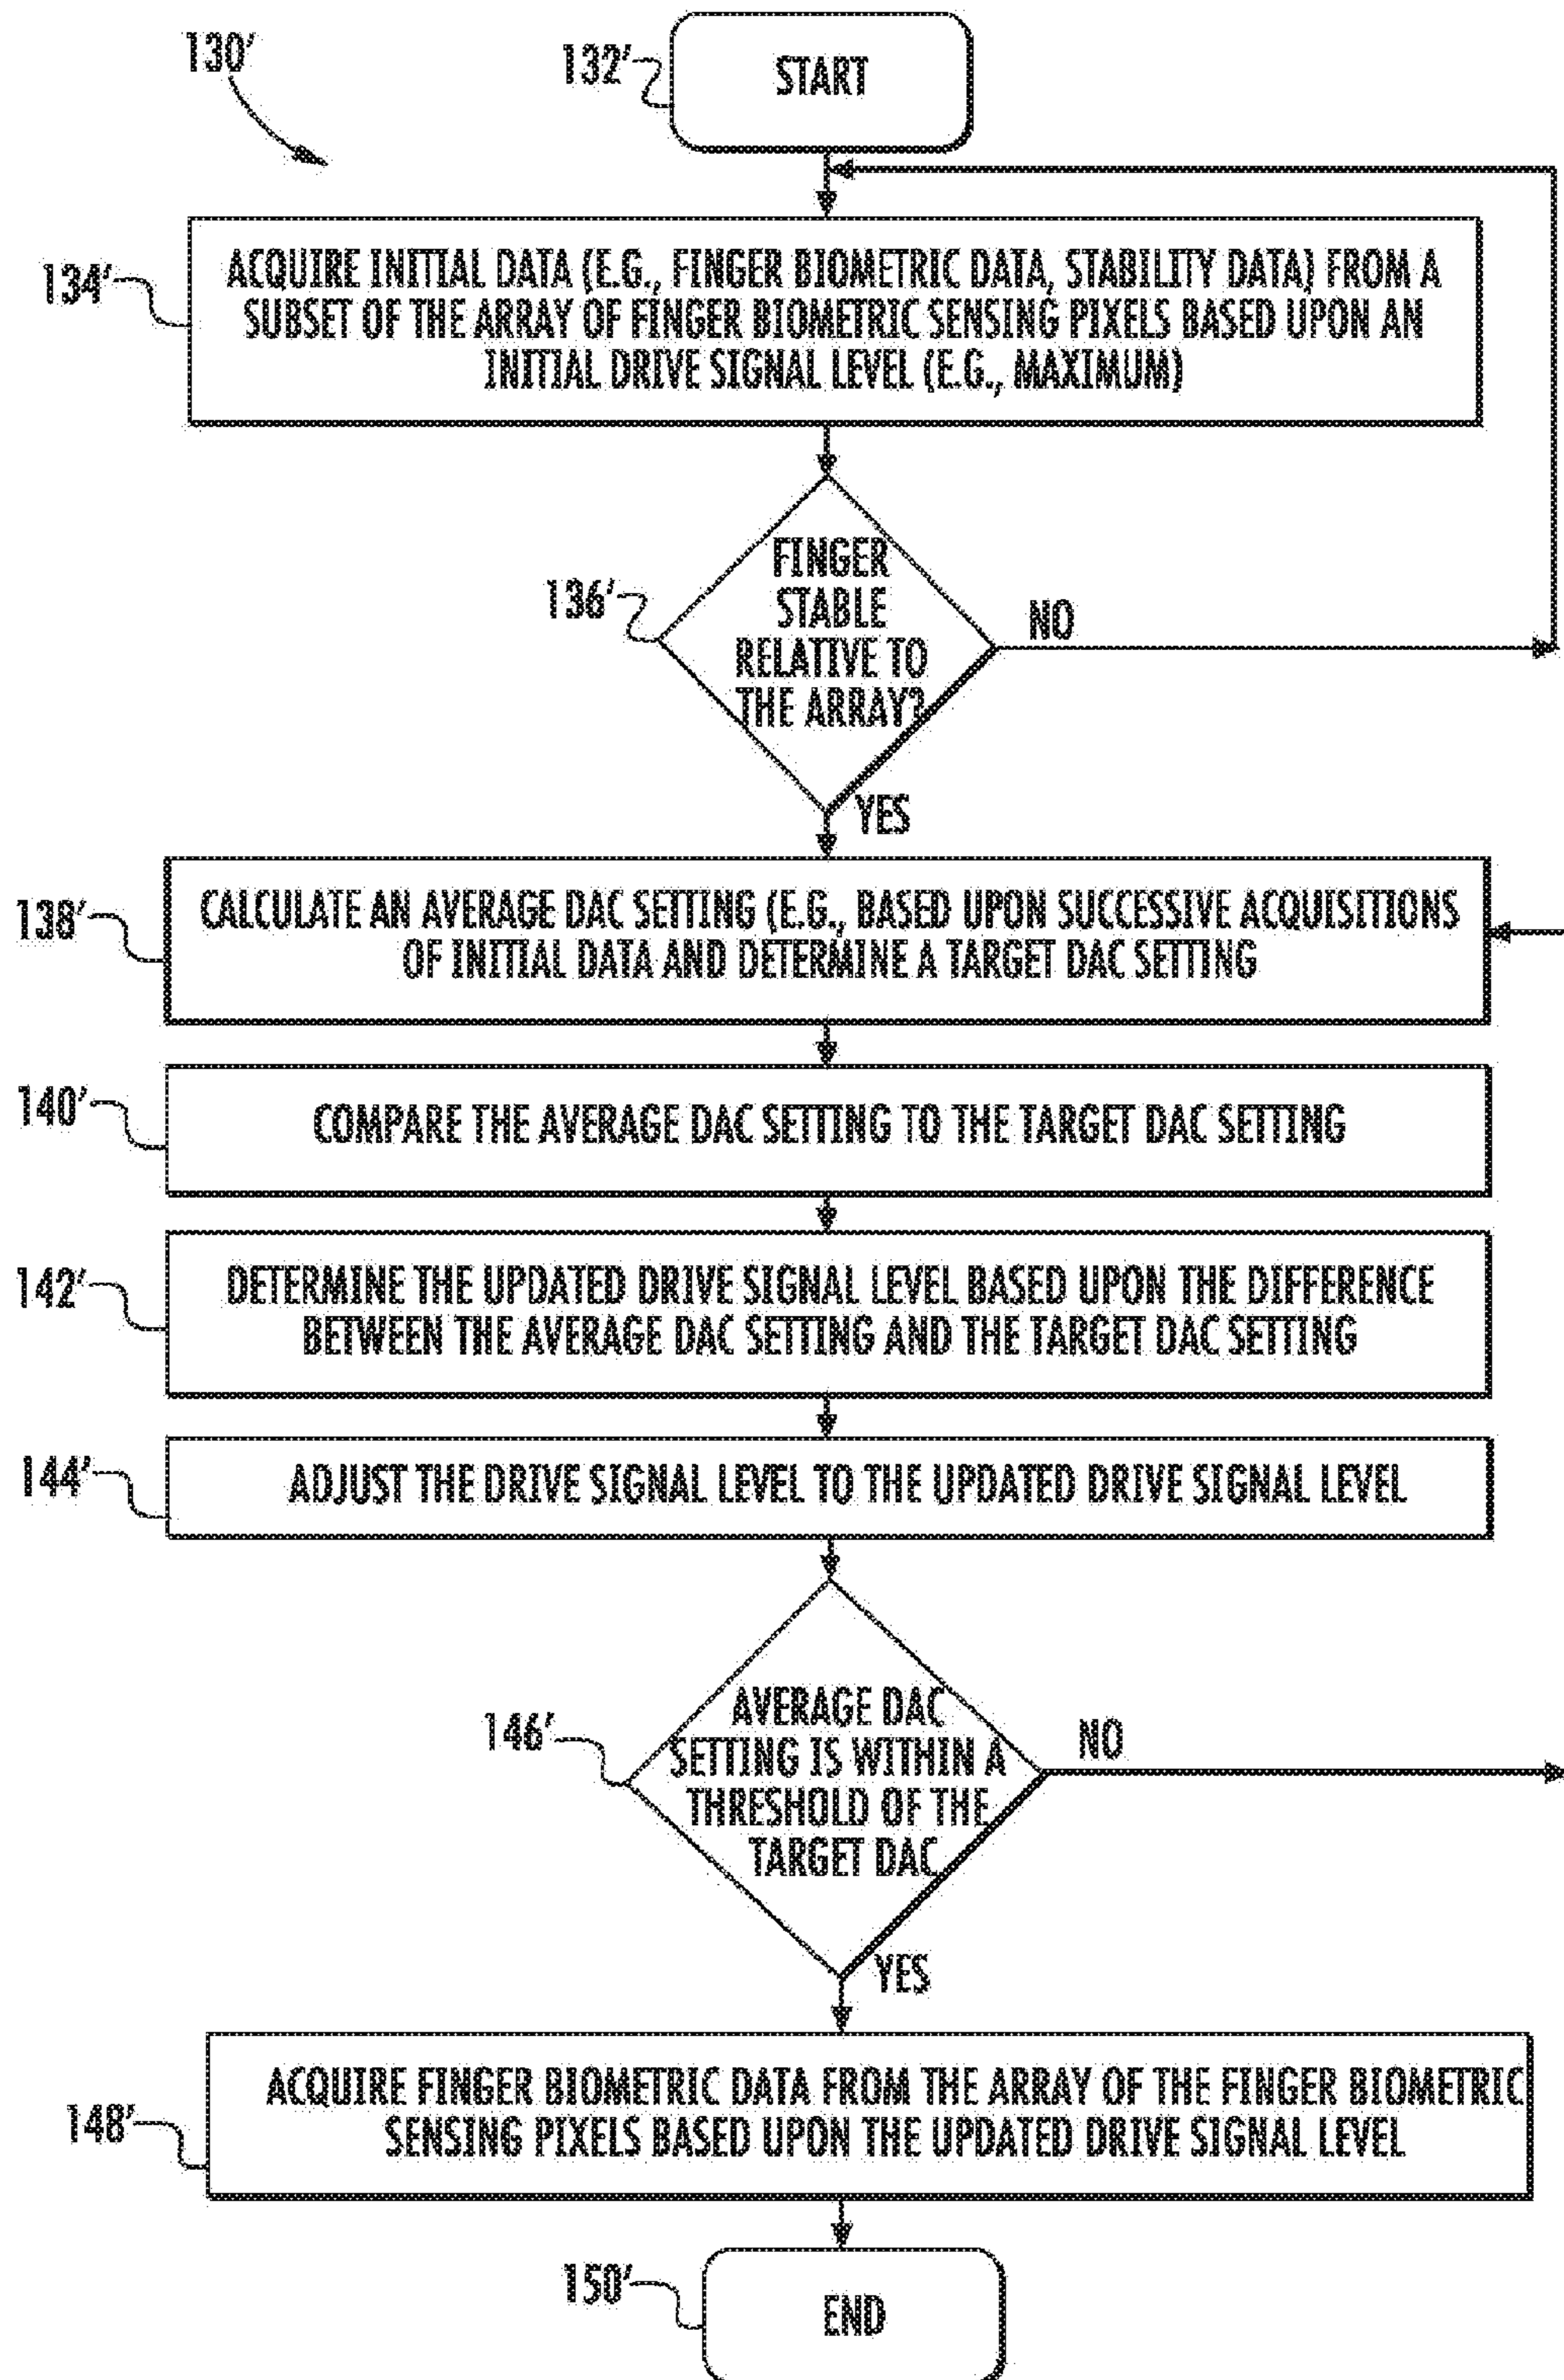 130'
132'
START
134'
ACQUIRE INITIAL DATA (E.G., FINGER BIOMETRIC DATA, STABILITY DATA) FROM A
SUBSET OF THE ARRAY OF FINGER BIOMETRIC SENSING PIXELS BASED UPON AN
INITIAL DRIVE SIGNAL LEVEL (E.G., MAXIMUM)
136'
FINGER
STABLE
RELATIVE TO
THE ARRAY?
NO
YES
138'
CALCULATE AN AVERAGE DAC SETTING (E.G., BASED UPON SUCCESSIVE ACQUISITIONS
OF INITIAL DATA AND DETERMINE A TARGET DAC SETTING
140'
COMPARE THE AVERAGE DAC SETTING TO THE TARGET DAC SETTING
142'
DETERMINE THE UPDATED DRIVE SIGNAL LEVEL BASED UPON THE DIFFERENCE
BETWEEN THE AVERAGE DAC SETTING AND THE TARGET DAC SETTING
144'
ADJUST THE DRIVE SIGNAL LEVEL TO THE UPDATED DRIVE SIGNAL LEVEL
146'
AVERAGE DAC
SETTING IS WITHIN A
THRESHOLD OF THE
TARGET DAC
NO
YES
148'
ACQUIRE FINGER BIOMETRIC DATA FROM THE ARRAY OF THE FINGER BIOMETRIC
SENSING PIXELS BASED UPON THE UPDATED DRIVE SIGNAL LEVEL
150'
END